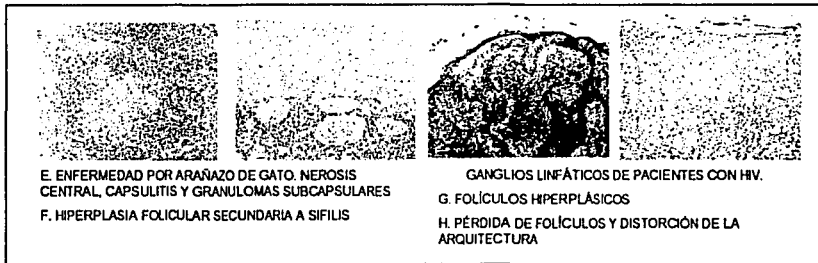 E. ENFERMEDAD POR ARAÑAZO DE GATO. NEROSIS
CENTRAL, CAPSULITIS Y GRANULOMAS SUBCAPSULARES
F. HIPERPLASIA FOLICULAR SECUNDARIA A SIFILIS
GANGLIOS LINFÁTICOS DE PACIENTES CON HIV.
G. FOLÍCULOS HIPERPLÁSICOS
H. PÉRDIDA DE FOLÍCULOS Y DISTORCIÓN DE LA
ARQUITECTURA